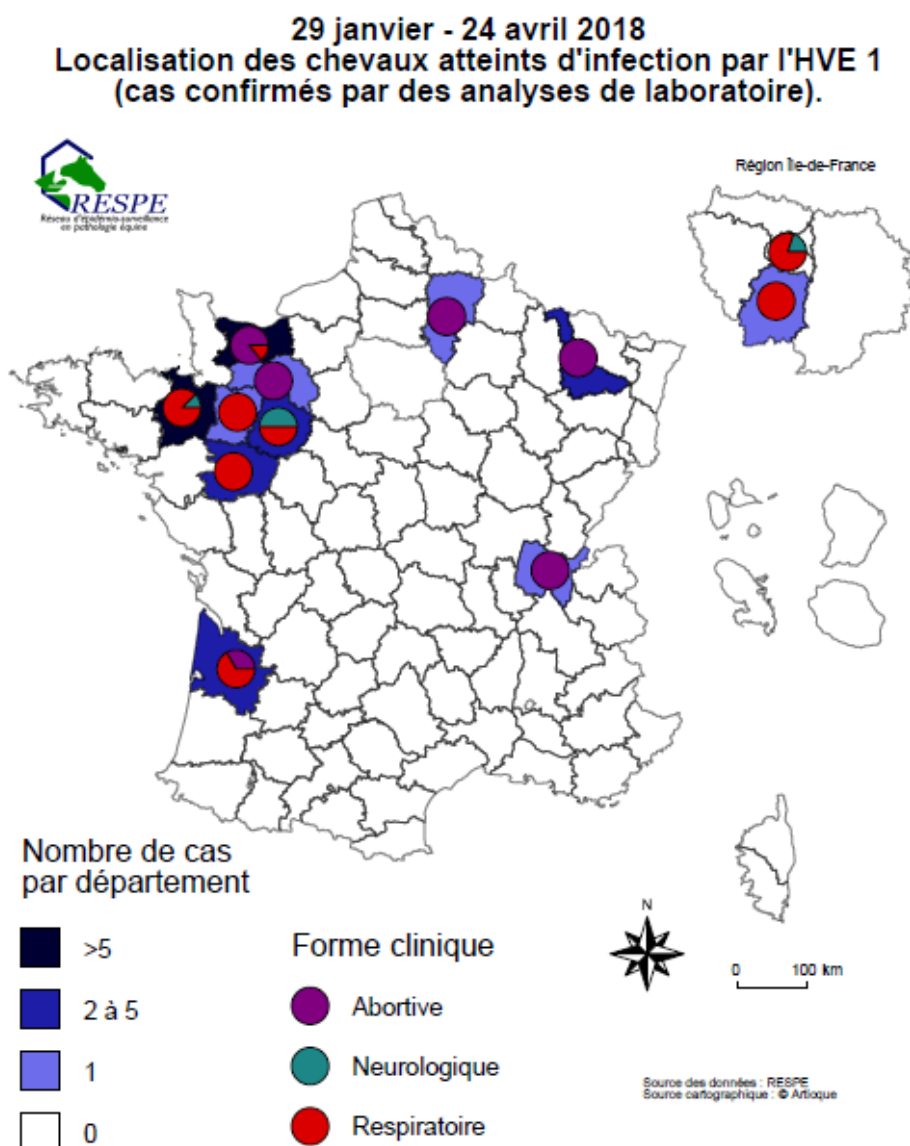 29 janvier - 24 avril 2018
Localisation des chevaux atteints d'infection par l'HVE 1
(cas confirmés par des analyses de laboratoire).
RESPE
Réseau d'épidémio-surveillance
en pathologie équine
Région Île-de-France
Nombre de cas
par département
>5
2 à 5
1
0
Forme clinique
Abortive
Neurologique
Respiratoire
N
0 100 km
Source des données : RESPE
Source cartographique : © Artique